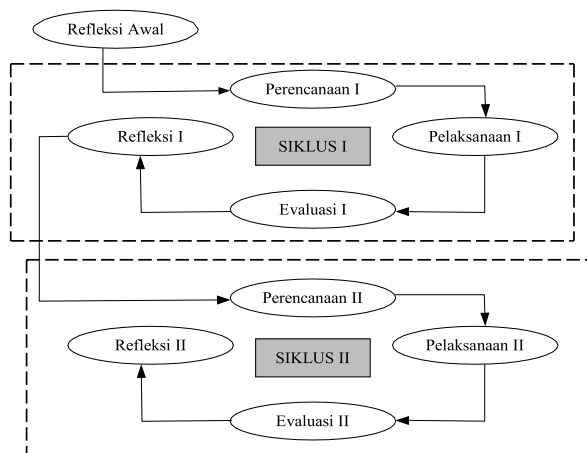 Refleksi Awal
Perencanaan I
Refleksi I
SIKLUS I
Pelaksanaan I
Evaluasi I
Perencanaan II
Refleksi II
SIKLUS II
Pelaksanaan II
Evaluasi II